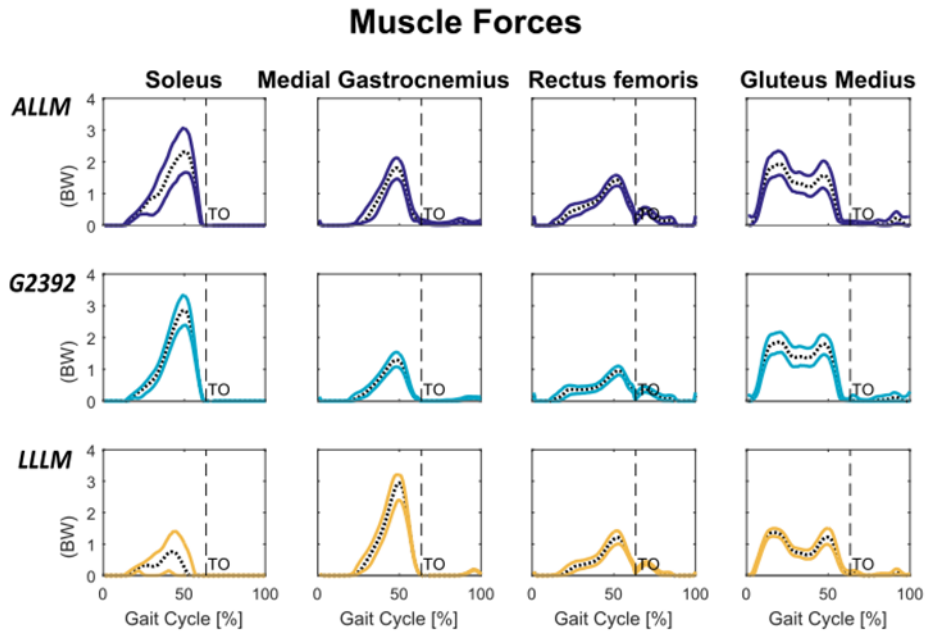 Muscle Forces
Soleus Medial Gastrocnemius Rectus femoris Gluteus Medius
ALLM
4
3
2
1
0
(BW)
TO TO TO TO
G2392
4
3
2
1
0
(BW)
TO TO TO TO
LLLM
4
3
2
1
0
(BW)
TO TO TO TO
0 50 100 0 50 100 0 50 100 0 50 100
Gait Cycle [%] Gait Cycle [%] Gait Cycle [%] Gait Cycle [%]